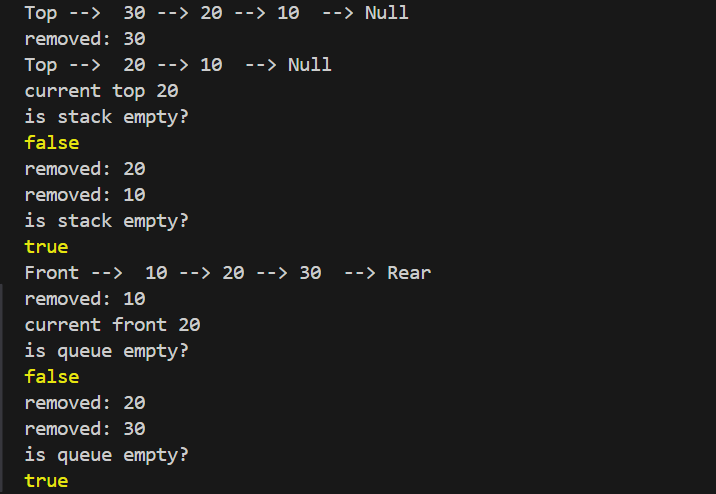 Top -->  30 --> 20 --> 10  --> Null
removed: 30
Top -->  20 --> 10  --> Null
current top 20
is stack empty?
false
removed: 20
removed: 10
is stack empty?
true
Front -->  10 --> 20 --> 30  --> Rear
removed: 10
current front 20
is queue empty?
false
removed: 20
removed: 30
is queue empty?
true